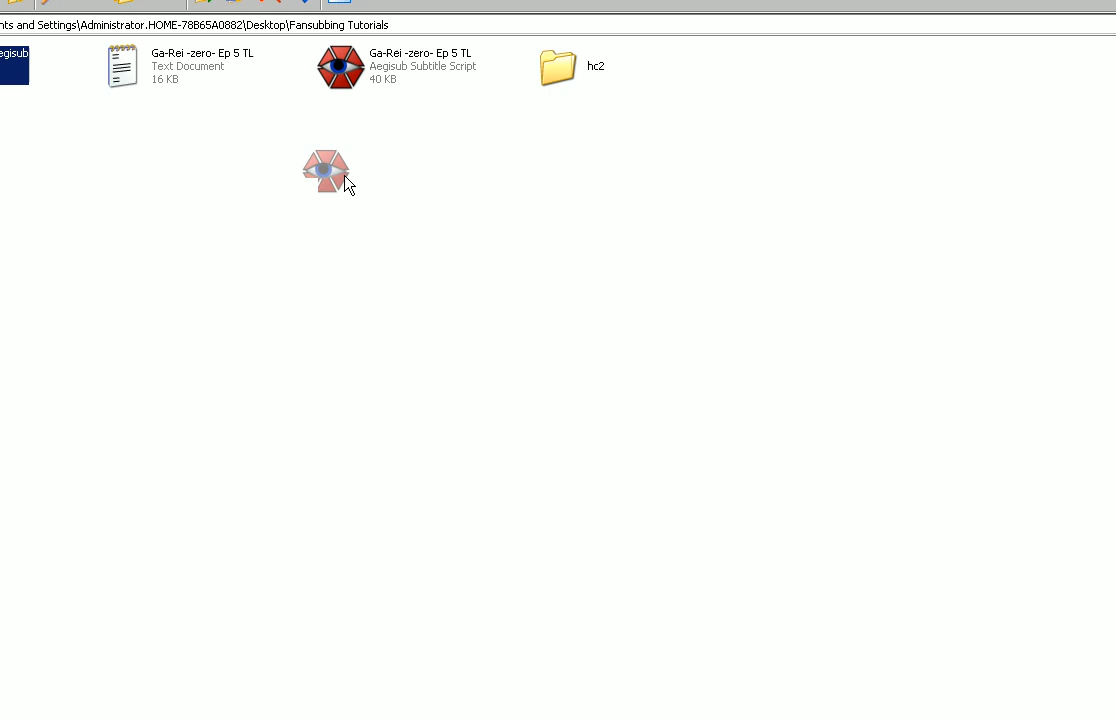 nts and Settings\Administrator.HOME-78B65A0882\Desktop\Fansubbing Tutorials
egisub
Ga-Rei -zero- Ep 5 TL
Text Document
16 KB
Ga-Rei -zero- Ep 5 TL
Aegisub Subtitle Script
40 KB
hc2